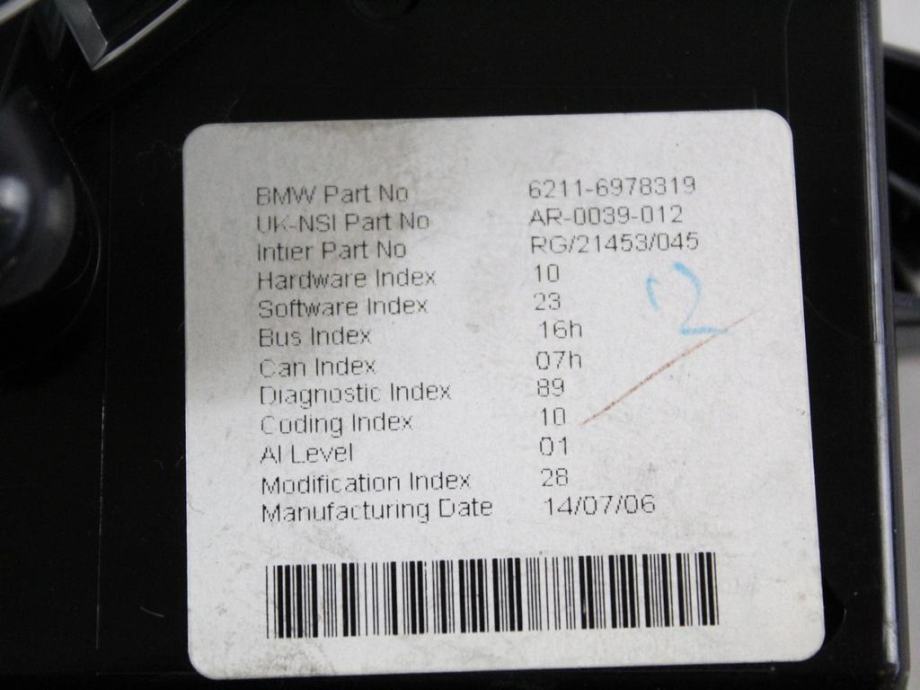 BMW Part No 6211-6978319
UK-NSI Part No AR-0039-012
Intier Part No RG/21453/045
Hardware Index 10
Software Index 23
Bus Index 16h
Can Index 07h
Diagnostic Index 89
Coding Index 10
AI Level 01
Modification Index 28
Manufacturing Date 14/07/06
2